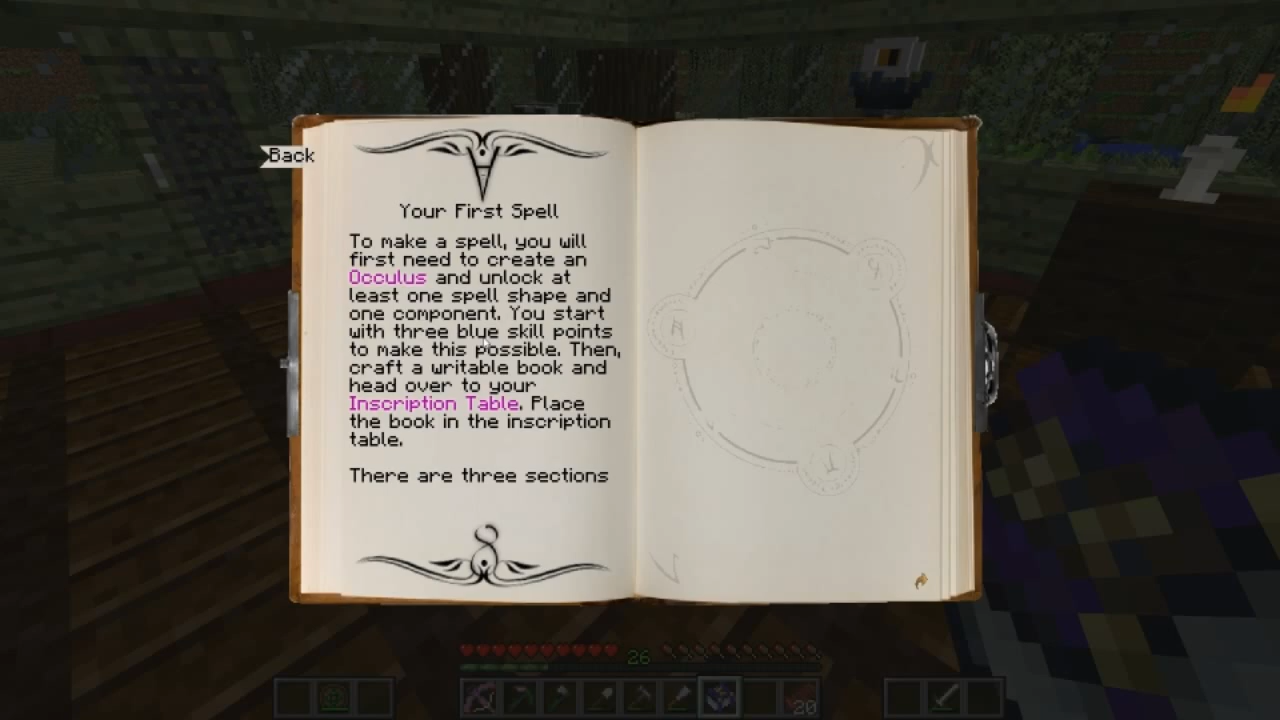 Back
Your First Spell
To make a spell, you will
first need to create an
Occulus and unlock at
least one spell shape and
one component. You start
with three blue skill points
to make this possible. Then,
craft a writable book and
head over to your
Inscription Table. Place
the book in the inscription
table.
There are three sections
26
20